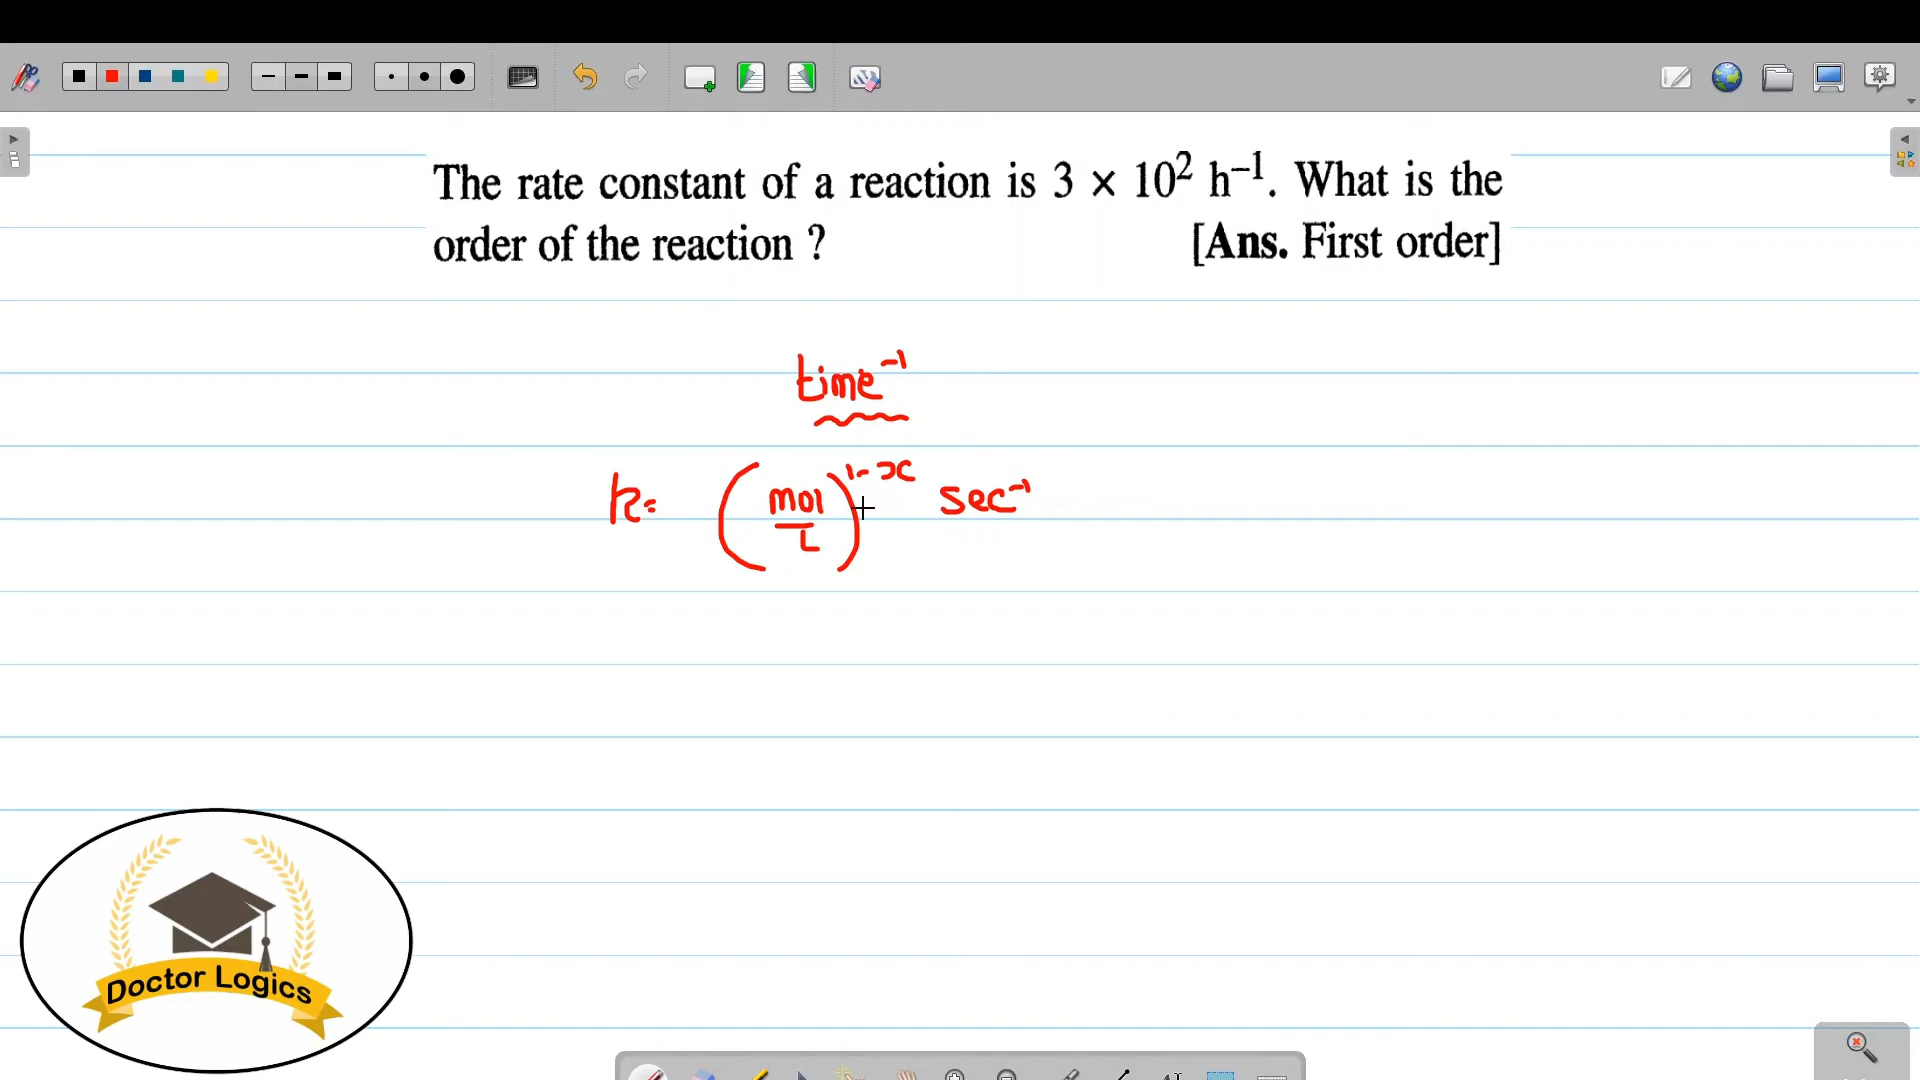 The rate constant of a reaction is 3 × 10² h⁻¹. What is the
order of the reaction ? [Ans. First order]
time⁻¹
k= (mol/L)¹⁻ˣ sec⁻¹
Doctor Logics